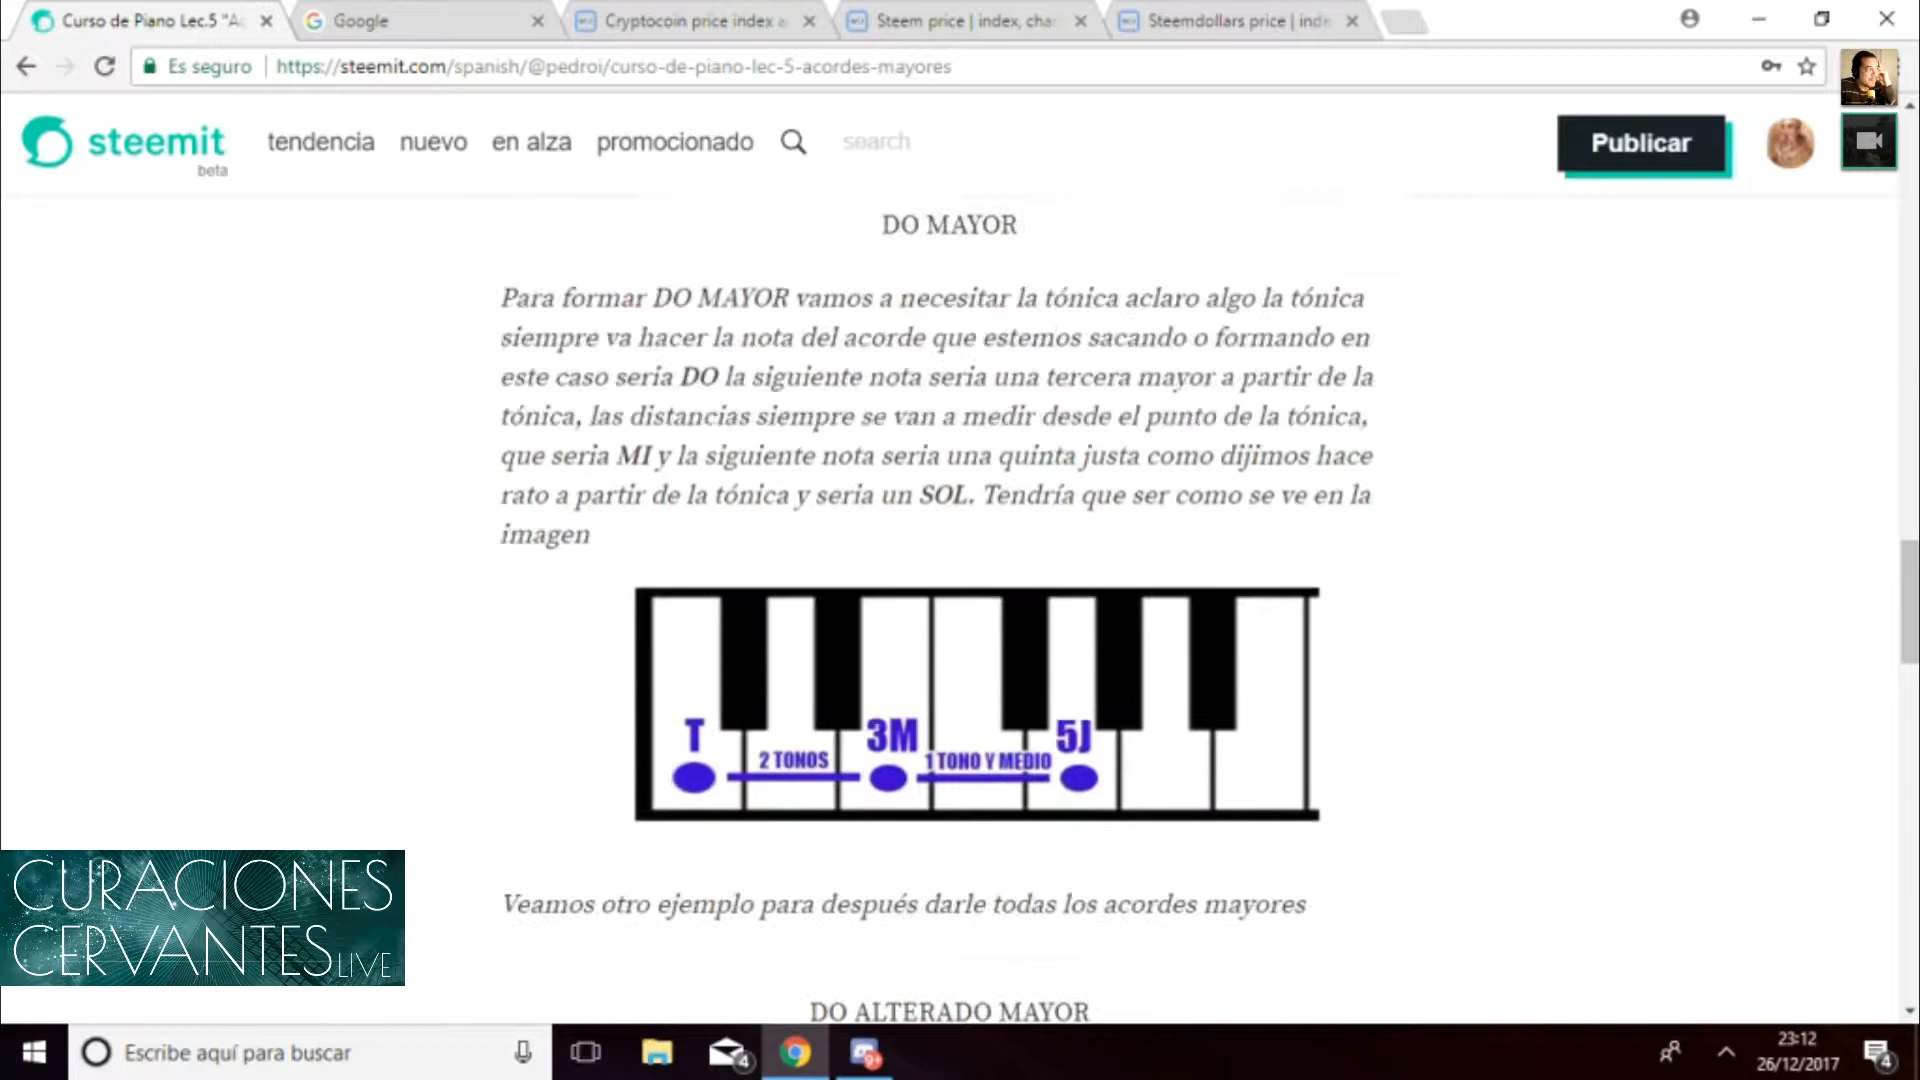 Curso de Piano Lec.5 "Ac
Google
Cryptocoin price index a
Steem price | index, cha
Steemdollars price | inde
Es seguro
https://steemit.com/spanish/@pedroi/curso-de-piano-lec-5-acordes-mayores
steemit
beta
tendencia nuevo en alza promocionado search
Publicar
DO MAYOR
Para formar DO MAYOR vamos a necesitar la tónica aclaro algo la tónica
siempre va hacer la nota del acorde que estemos sacando o formando en
este caso seria DO la siguiente nota seria una tercera mayor a partir de la
tónica, las distancias siempre se van a medir desde el punto de la tónica,
que seria MI y la siguiente nota seria una quinta justa como dijimos hace
rato a partir de la tónica y seria un SOL. Tendría que ser como se ve en la
imagen
T 3M 5J
2 TONOS 1 TONO Y MEDIO
Veamos otro ejemplo para después darle todas los acordes mayores
CURACIONES
CERVANTES LIVE
DO ALTERADO MAYOR
Escribe aquí para buscar
4
9+
23:12
26/12/2017
4